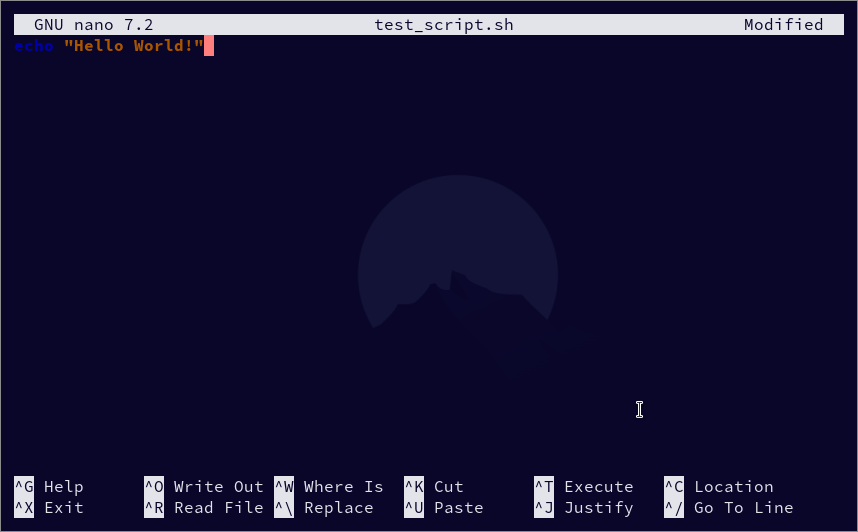 GNU nano 7.2 test_script.sh Modified
echo "Hello World!"
^G Help ^O Write Out ^W Where Is ^K Cut ^T Execute ^C Location
^X Exit ^R Read File ^\ Replace ^U Paste ^J Justify ^/ Go To Line